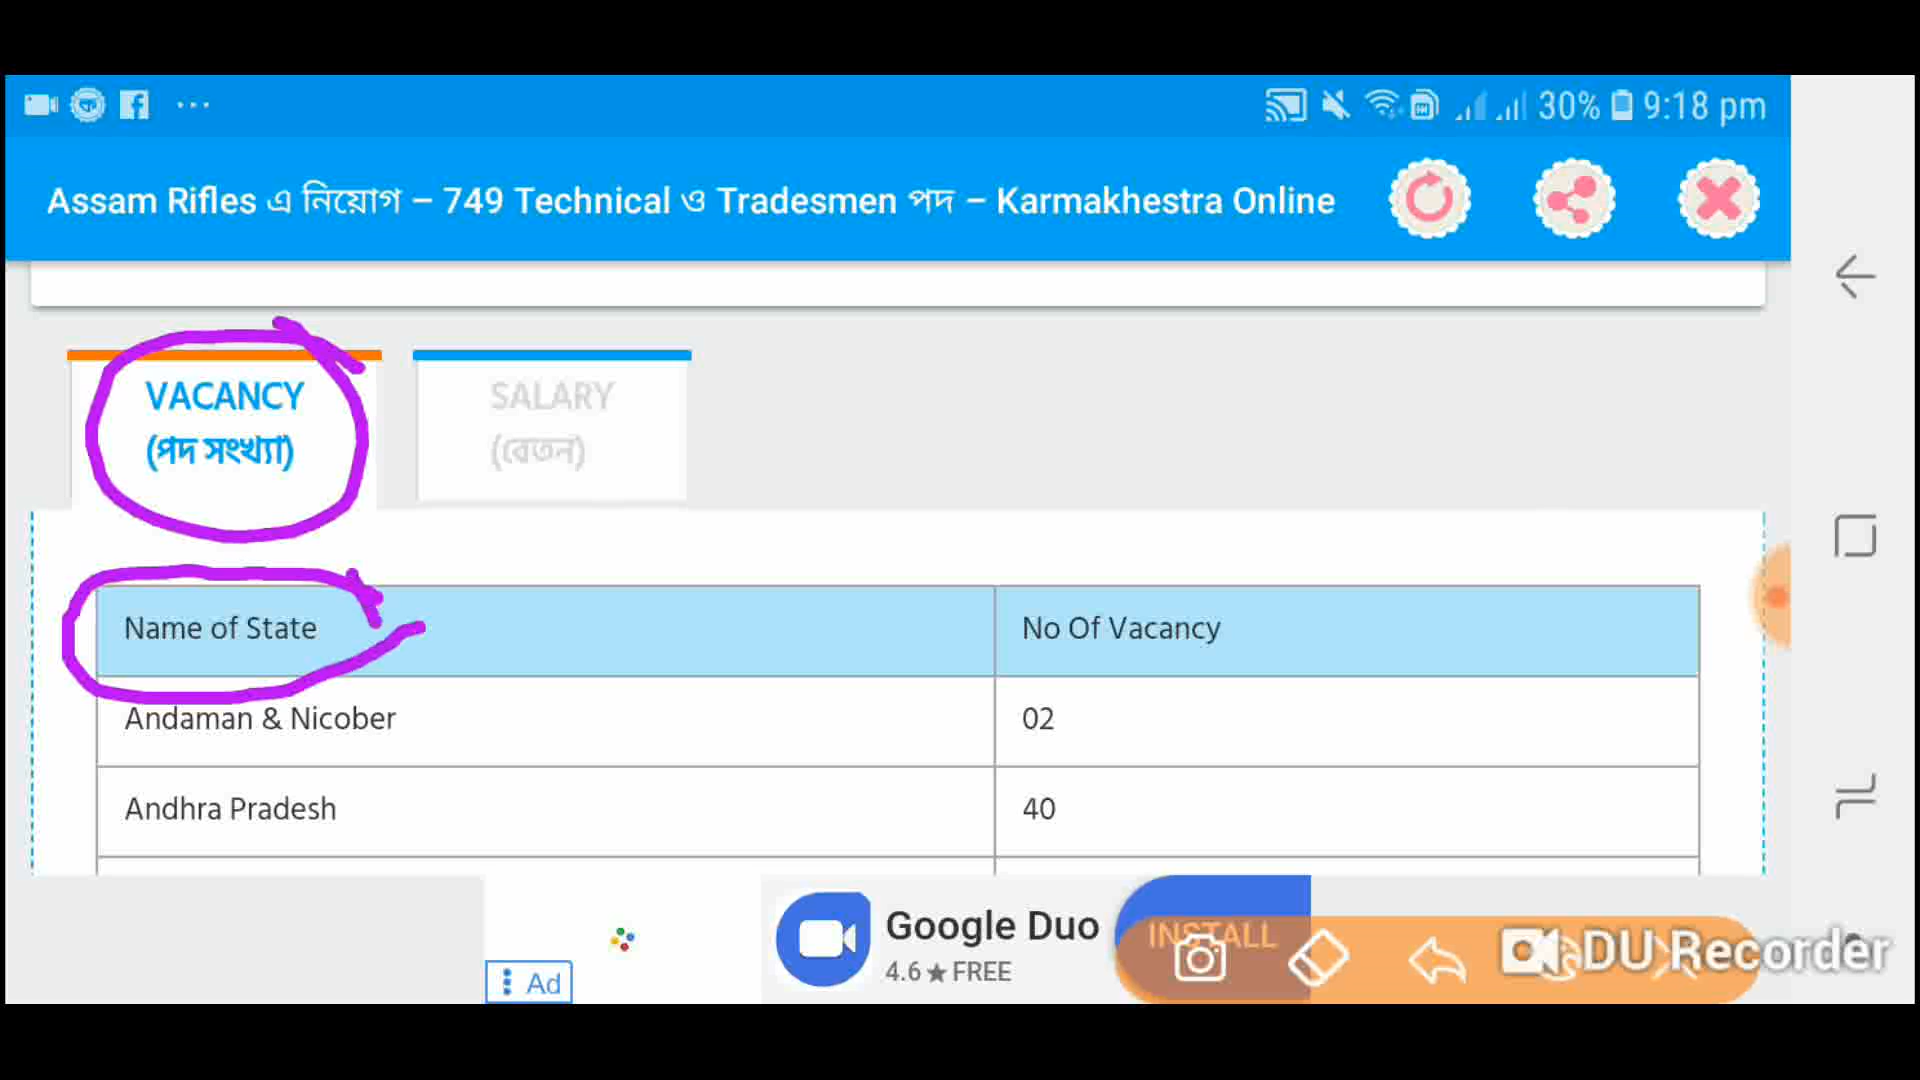 30% 9:18 pm
Assam Rifles এ নিয়োগ – 749 Technical ও Tradesmen পদ – Karmakhestra Online
VACANCY
(পদ সংখ্যা)
SALARY
(বেতন)
Name of State No Of Vacancy
Andaman & Nicober 02
Andhra Pradesh 40
Google Duo
4.6 ★ FREE
INSTALL
Ad
DU Recorder